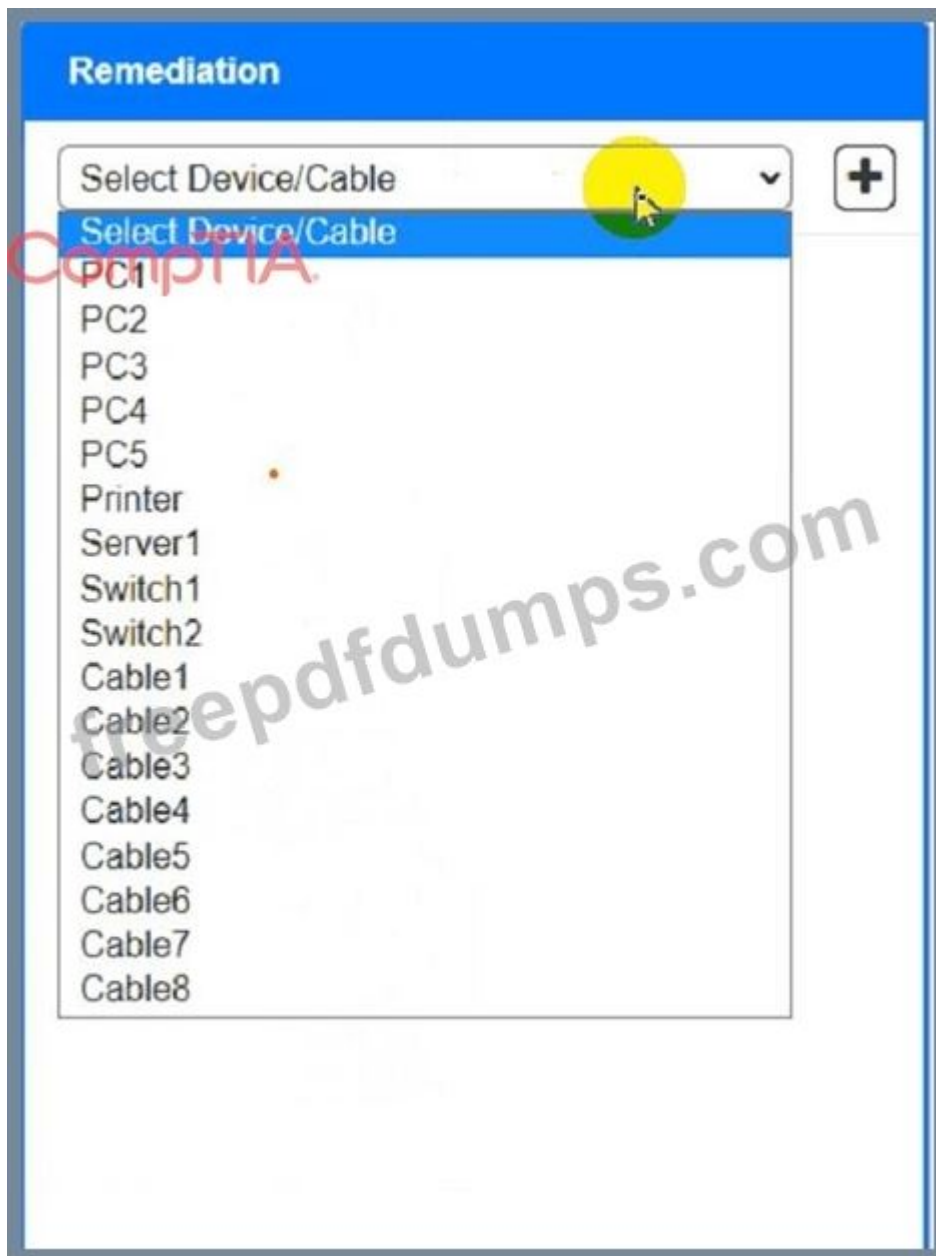 Remediation
Select Device/Cable
Select Device/Cable
CompTIA.
PC1
PC2
PC3
PC4
PC5
Printer
Server1
Switch1
Switch2
Cable1
Cable2
Cable3
Cable4
Cable5
Cable6
Cable7
Cable8
freepdfdumps.com